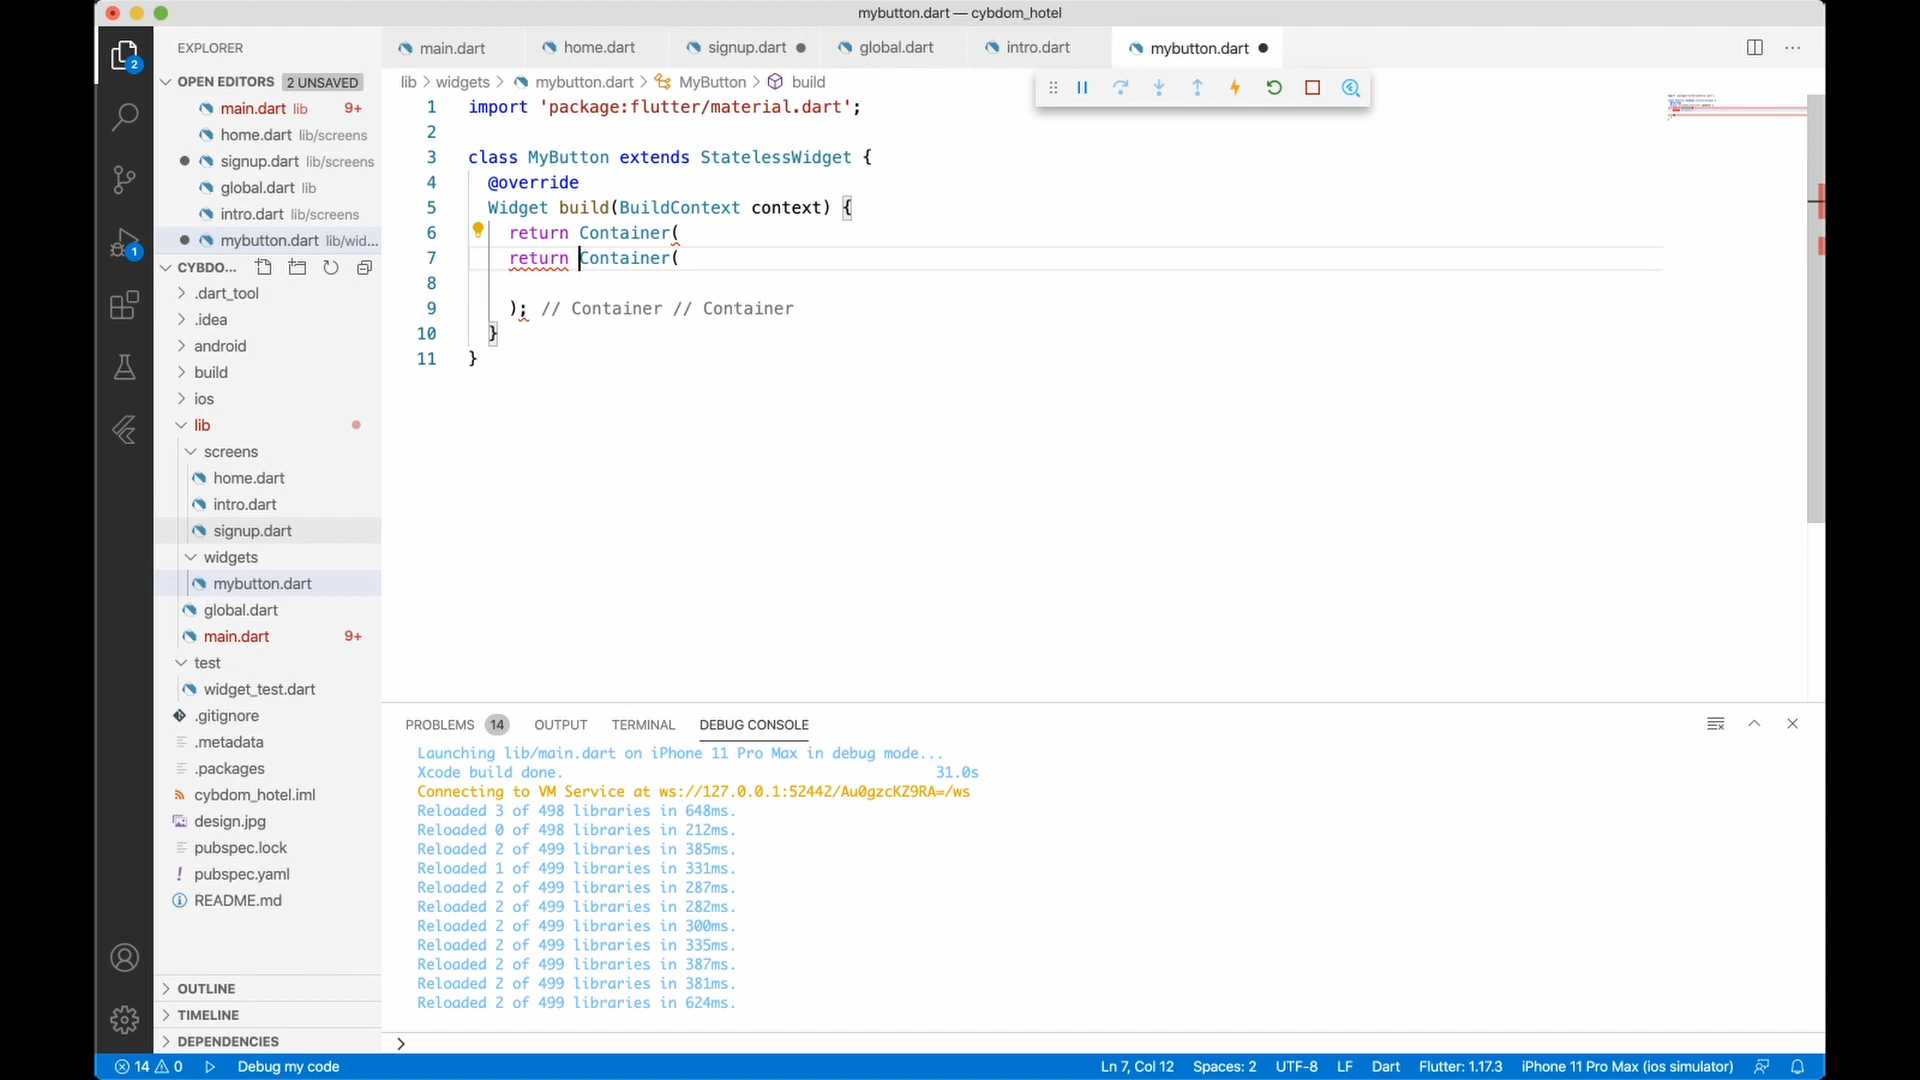 mybutton.dart — cybdom_hotel
EXPLORER
main.dart
home.dart
signup.dart
global.dart
intro.dart
mybutton.dart
OPEN EDITORS 2 UNSAVED
lib > widgets > mybutton.dart > MyButton > build
main.dart lib 9+
home.dart lib/screens
signup.dart lib/screens
global.dart lib
intro.dart lib/screens
mybutton.dart lib/wid...
2
1
CYBDO...
.dart_tool
.idea
android
build
ios
lib
screens
home.dart
intro.dart
signup.dart
widgets
mybutton.dart
global.dart
main.dart 9+
test
widget_test.dart
.gitignore
.metadata
.packages
cybdom_hotel.iml
design.jpg
pubspec.lock
pubspec.yaml
README.md
OUTLINE
TIMELINE
DEPENDENCIES
1 import 'package:flutter/material.dart';
2
3 class MyButton extends StatelessWidget {
4 @override
5 Widget build(BuildContext context) {
6 return Container(
7 return Container(
8
9 ); // Container // Container
10 }
11 }
PROBLEMS 14 OUTPUT TERMINAL DEBUG CONSOLE
Launching lib/main.dart on iPhone 11 Pro Max in debug mode...
Xcode build done. 31.0s
Connecting to VM Service at ws://127.0.0.1:52442/Au0gzcKZ9RA=/ws
Reloaded 3 of 498 libraries in 648ms.
Reloaded 0 of 498 libraries in 212ms.
Reloaded 2 of 499 libraries in 385ms.
Reloaded 1 of 499 libraries in 331ms.
Reloaded 2 of 499 libraries in 287ms.
Reloaded 2 of 499 libraries in 282ms.
Reloaded 2 of 499 libraries in 300ms.
Reloaded 2 of 499 libraries in 335ms.
Reloaded 2 of 499 libraries in 387ms.
Reloaded 2 of 499 libraries in 381ms.
Reloaded 2 of 499 libraries in 624ms.
14 0 Debug my code Ln 7, Col 12 Spaces: 2 UTF-8 LF Dart Flutter: 1.17.3 iPhone 11 Pro Max (ios simulator)